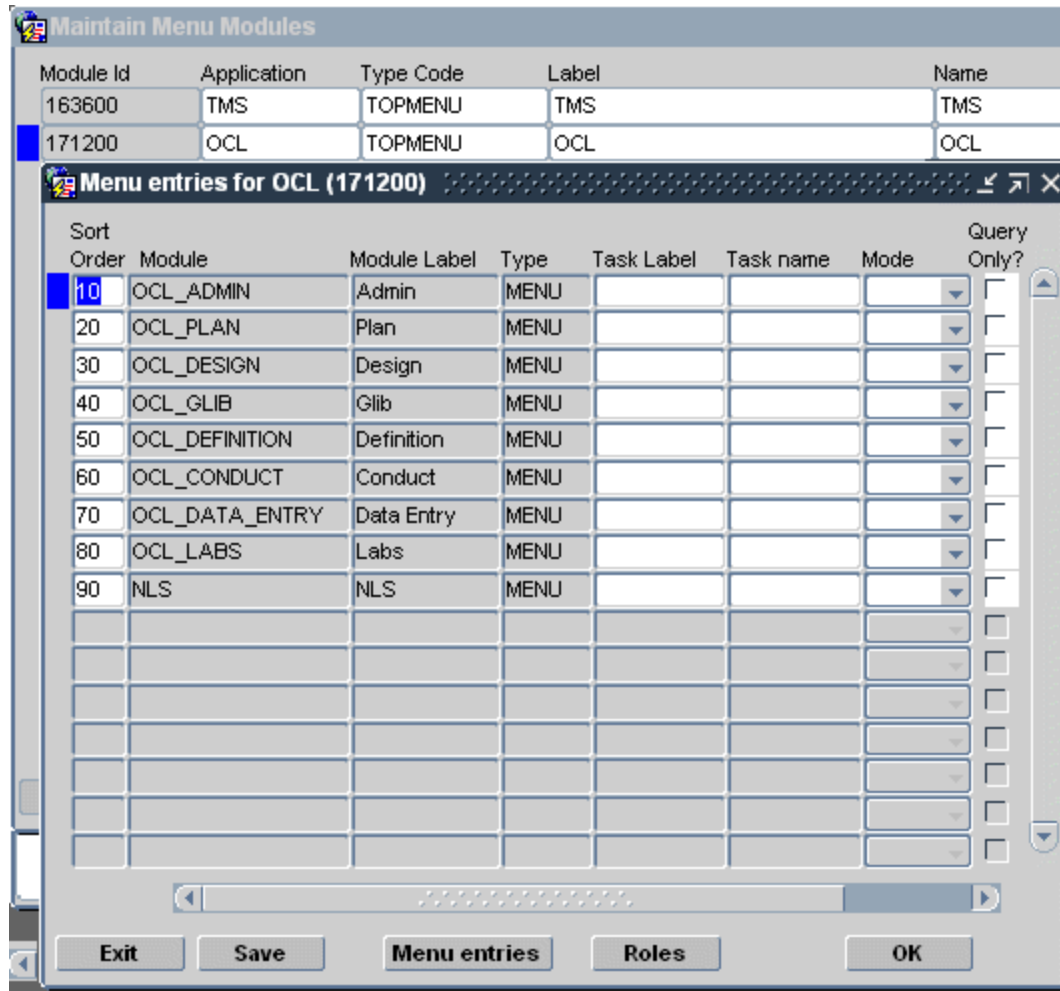 Maintain Menu Modules
Module Id Application Type Code Label Name
163600 TMS TOPMENU TMS TMS
171200 OCL TOPMENU OCL OCL
Menu entries for OCL (171200)
Sort Query
Order Module Module Label Type Task Label Task name Mode Only?
10 OCL_ADMIN Admin MENU
20 OCL_PLAN Plan MENU
30 OCL_DESIGN Design MENU
40 OCL_GLIB Glib MENU
50 OCL_DEFINITION Definition MENU
60 OCL_CONDUCT Conduct MENU
70 OCL_DATA_ENTRY Data Entry MENU
80 OCL_LABS Labs MENU
90 NLS NLS MENU
Exit Save Menu entries Roles OK